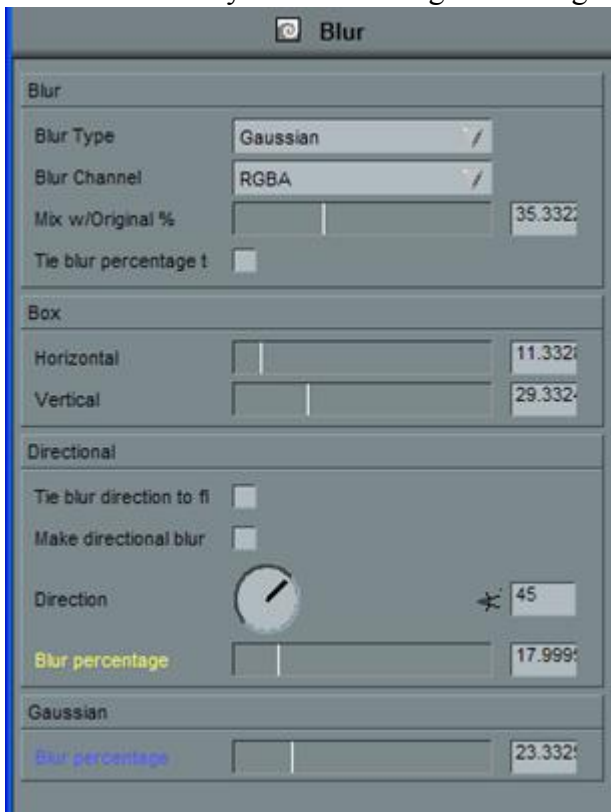 Blur
Blur
Blur Type Gaussian
Blur Channel RGBA
Mix w/Original % 35.3322
Tie blur percentage t
Box
Horizontal 11.3328
Vertical 29.3324
Directional
Tie blur direction to fl
Make directional blur
Direction 45
Blur percentage 17.9995
Gaussian
Blur percentage 23.3329